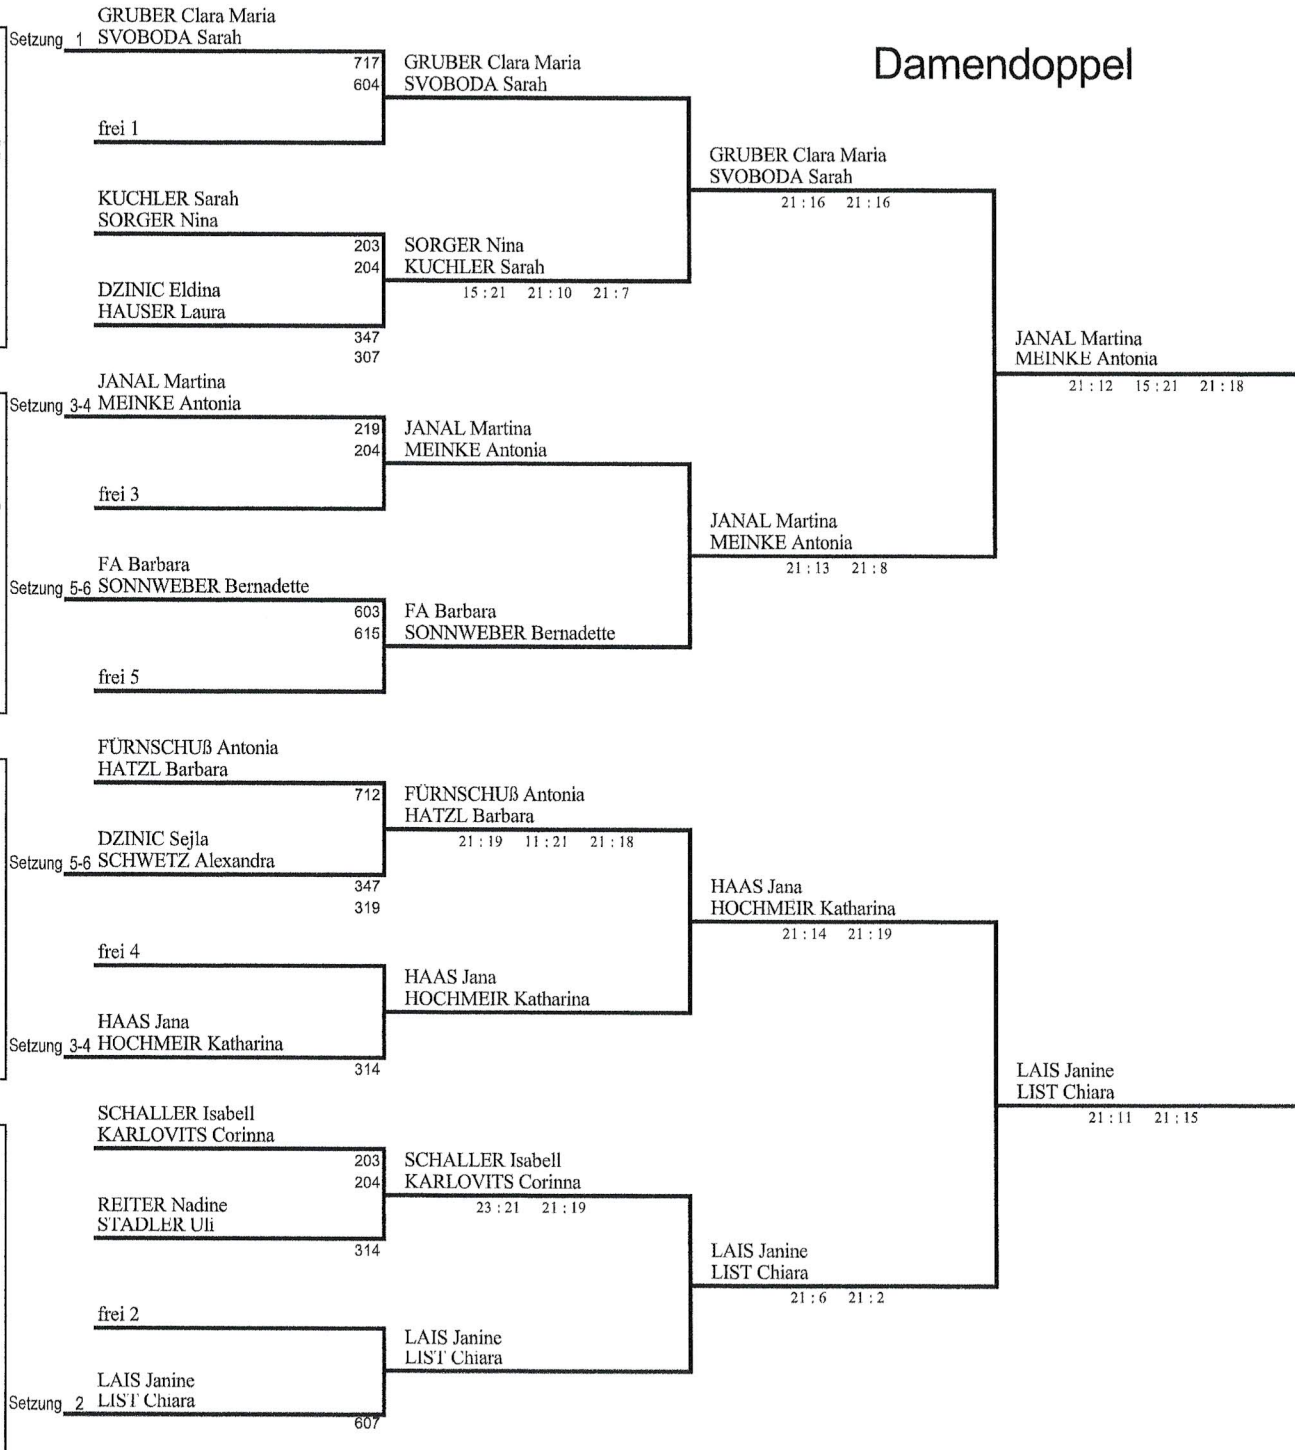 Damendoppel
GRUBER Clara Maria
Setzung 1 SVOBODA Sarah
717
604
frei 1
KUCHLER Sarah
SORGER Nina
203
204
DZINIC Eldina
HAUSER Laura
347
307
JANAL Martina
Setzung 3-4 MEINKE Antonia
219
204
frei 3
FA Barbara
Setzung 5-6 SONNWEBER Bernadette
603
615
frei 5
FÜRNSCHUß Antonia
HATZL Barbara
712
DZINIC Sejla
Setzung 5-6 SCHWETZ Alexandra
347
319
frei 4
HAAS Jana
Setzung 3-4 HOCHMEIR Katharina
314
SCHALLER Isabell
KARLOVITS Corinna
203
204
REITER Nadine
STADLER Uli
314
frei 2
LAIS Janine
Setzung 2 LIST Chiara
607
GRUBER Clara Maria
SVOBODA Sarah
SORGER Nina
KUCHLER Sarah
15 : 21 21 : 10 21 : 7
JANAL Martina
MEINKE Antonia
FA Barbara
SONNWEBER Bernadette
FÜRNSCHUß Antonia
HATZL Barbara
21 : 19 11 : 21 21 : 18
HAAS Jana
HOCHMEIR Katharina
SCHALLER Isabell
KARLOVITS Corinna
23 : 21 21 : 19
LAIS Janine
LIST Chiara
GRUBER Clara Maria
SVOBODA Sarah
21 : 16 21 : 16
JANAL Martina
MEINKE Antonia
21 : 13 21 : 8
HAAS Jana
HOCHMEIR Katharina
21 : 14 21 : 19
LAIS Janine
LIST Chiara
21 : 6 21 : 2
JANAL Martina
MEINKE Antonia
21 : 12 15 : 21 21 : 18
LAIS Janine
LIST Chiara
21 : 11 21 : 15